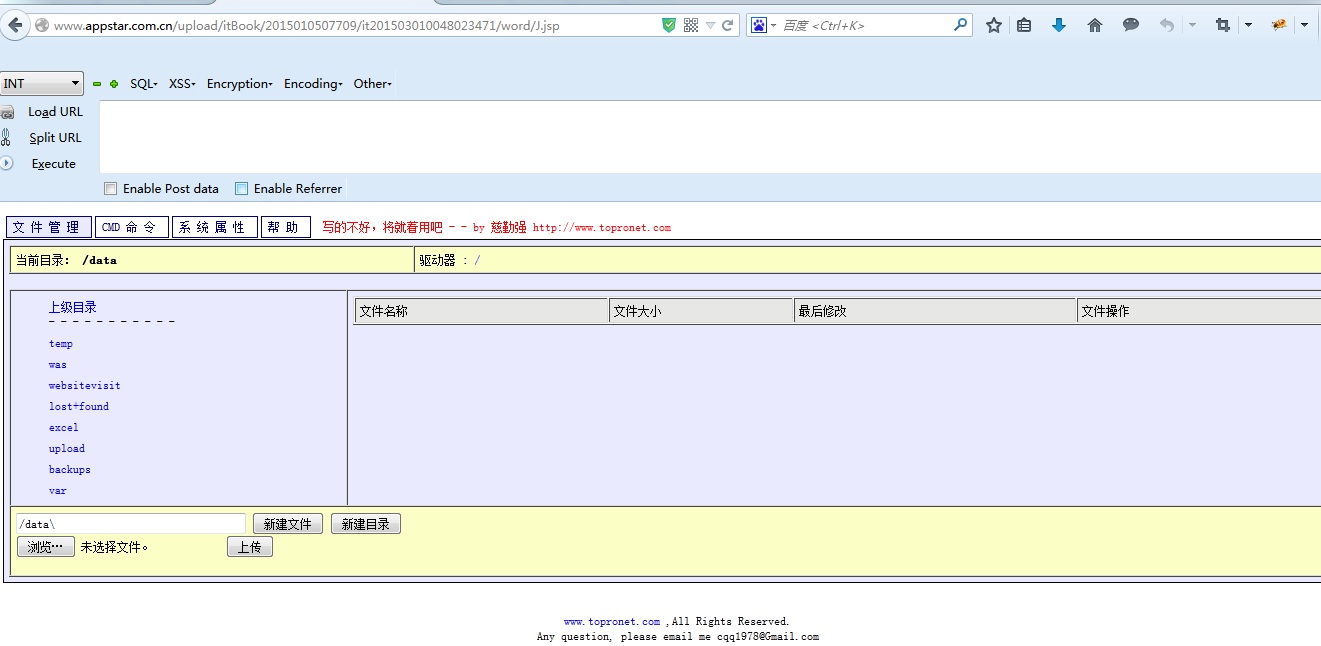 www.appstar.com.cn/upload/itBook/2015010507709/it201503010048023471/word/J.jsp 百度 <Ctrl+K>
INT SQL XSS Encryption Encoding Other
Load URL
Split URL
Execute
Enable Post data Enable Referrer
文件管理 CMD 命令 系统属性 帮助 写的不好，将就着用吧 - - by 慈勤强 http://www.topronet.com
当前目录： /data 驱动器 ： /
上级目录 文件名称 文件大小 最后修改 文件操作
- - - - - - - - - - -
temp
was
websitevisit
lost+found
excel
upload
backups
var
/data\ 新建文件 新建目录
浏览… 未选择文件。 上传
www.topronet.com ,All Rights Reserved.
Any question, please email me cqq1978@Gmail.com